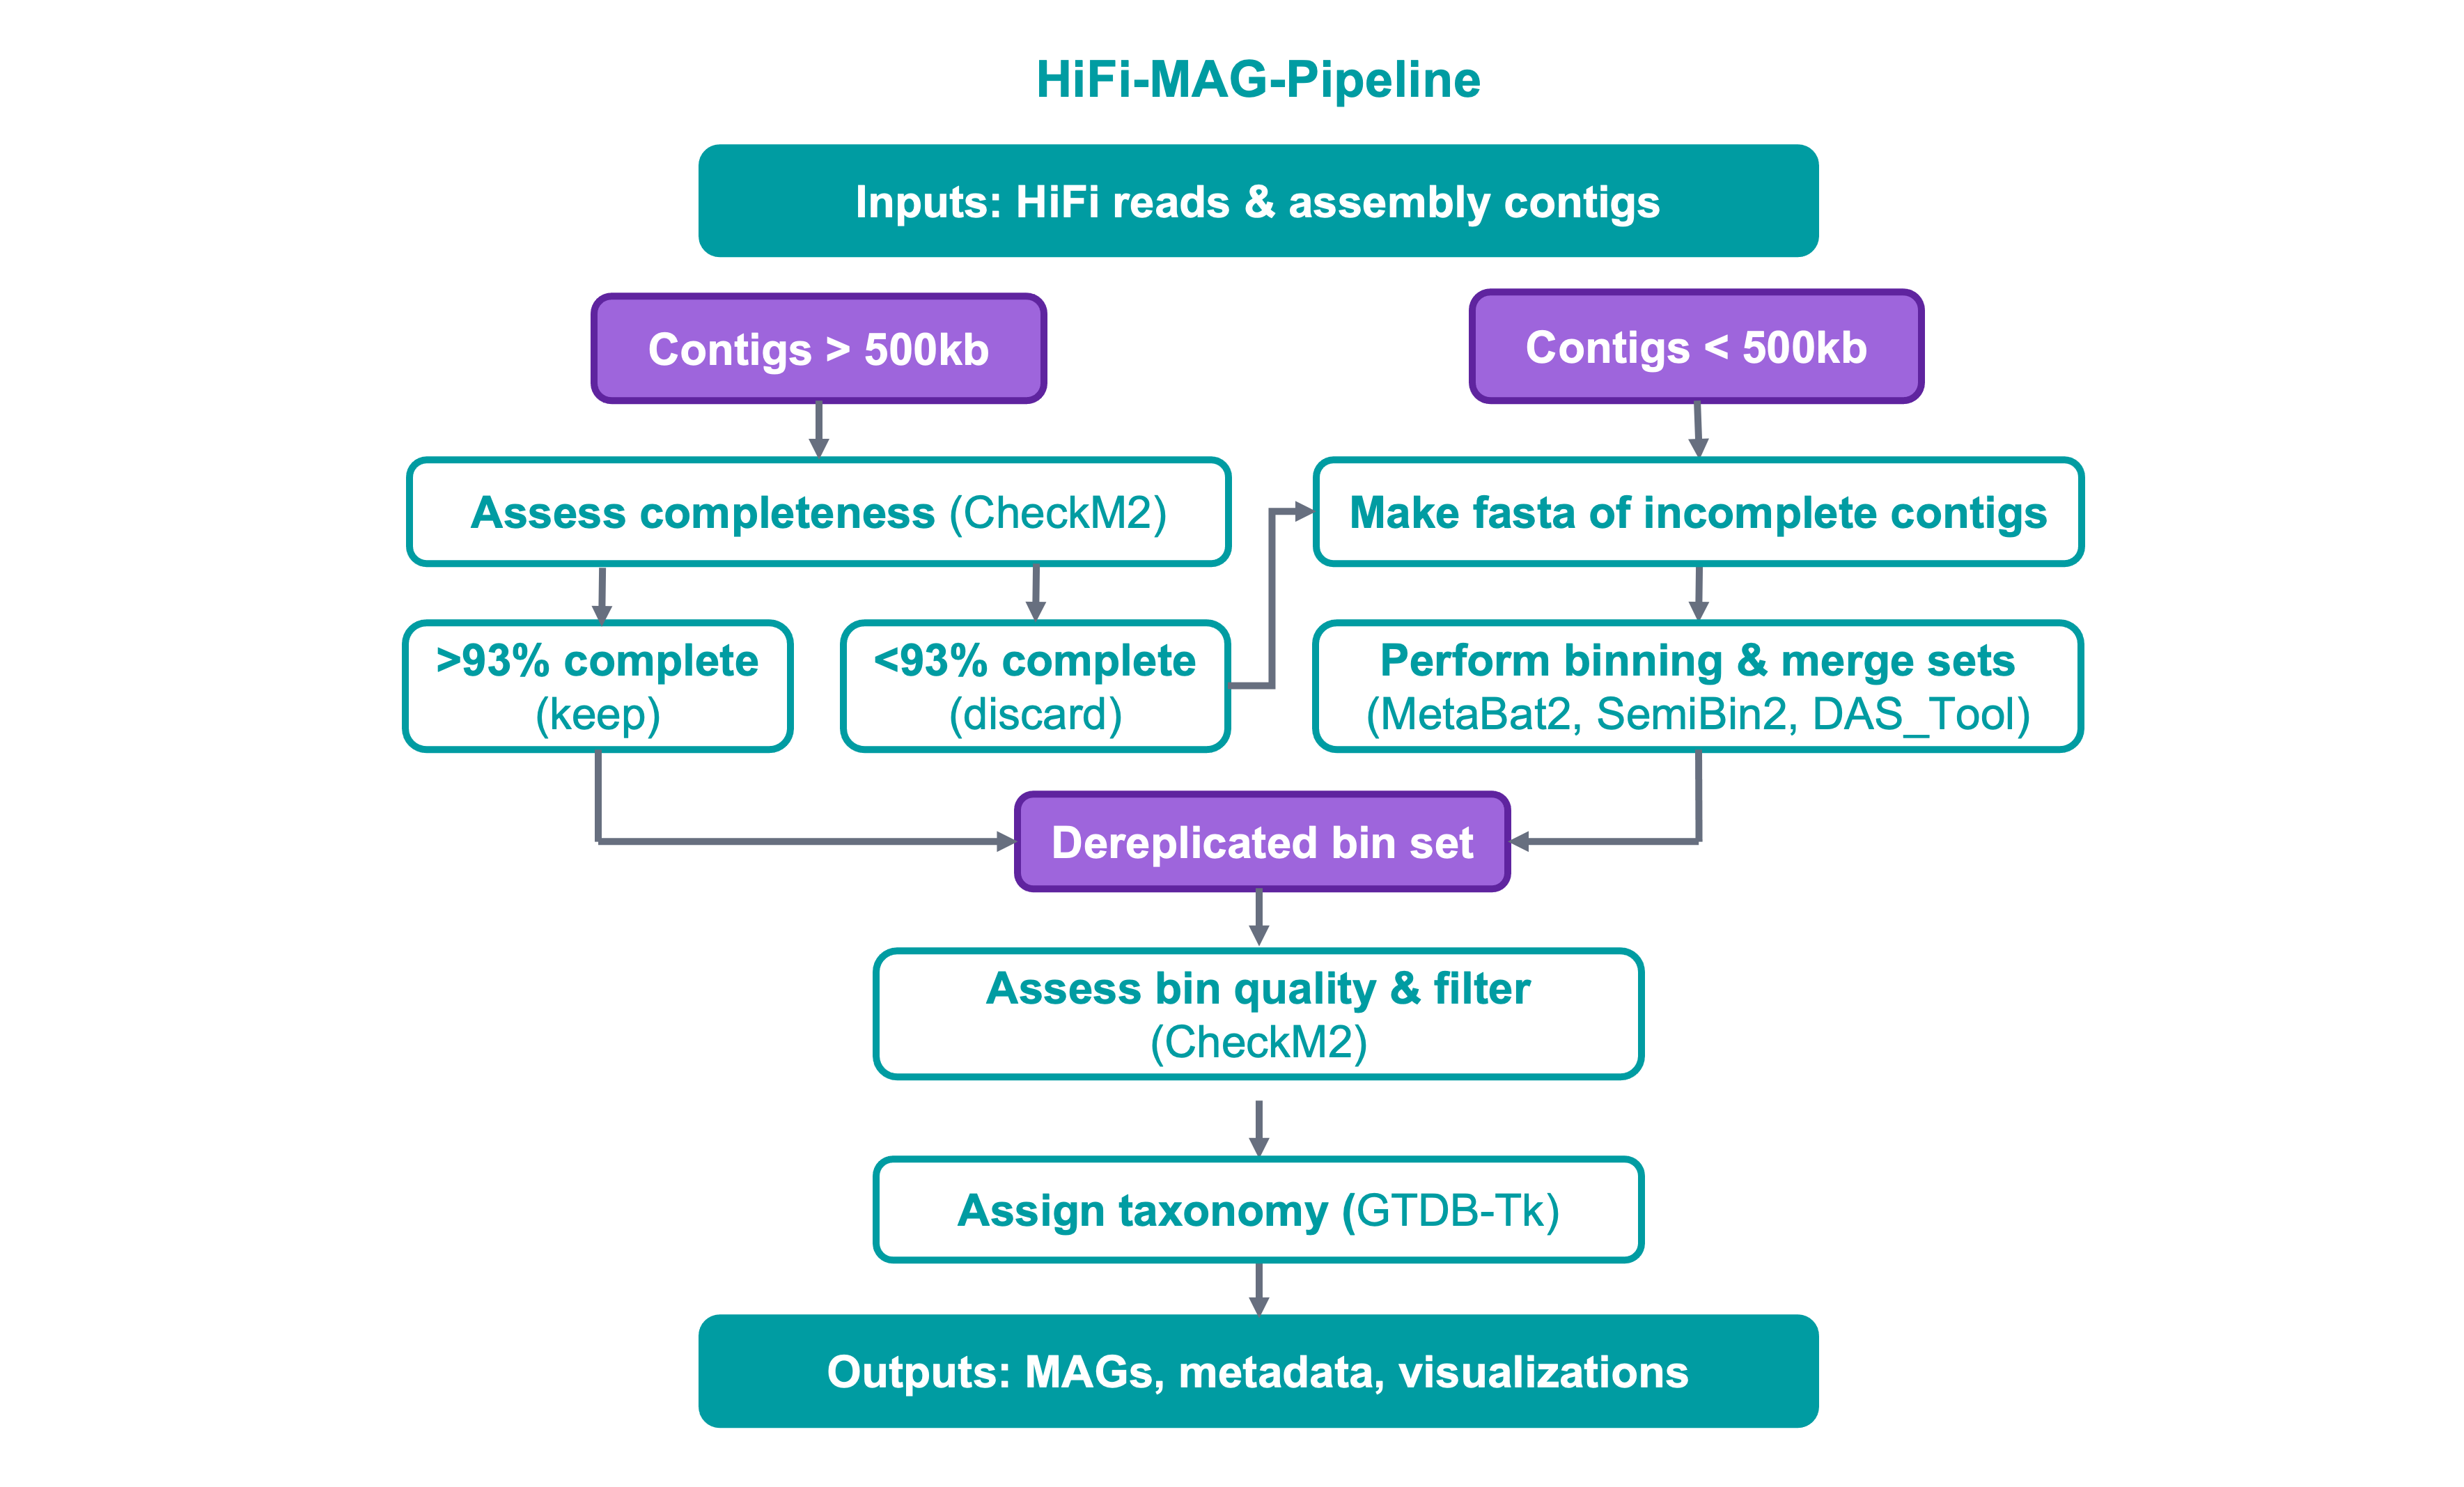 HiFi-MAG-Pipeline
Inputs: HiFi reads & assembly contigs
Contigs > 500kb
Contigs < 500kb
Assess completeness (CheckM2)
Make fasta of incomplete contigs
>93% complete
(keep)
<93% complete
(discard)
Perform binning & merge sets
(MetaBat2, SemiBin2, DAS_Tool)
Dereplicated bin set
Assess bin quality & filter
(CheckM2)
Assign taxonomy (GTDB-Tk)
Outputs: MAGs, metadata, visualizations